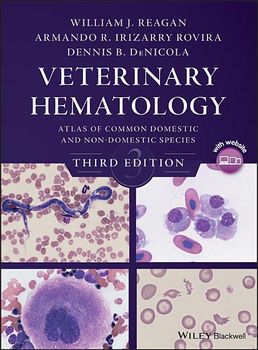 WILLIAM J. REAGAN
ARMANDO R. IRIZARRY ROVIRA
DENNIS B. DENICOLA
VETERINARY
HEMATOLOGY
ATLAS OF COMMON DOMESTIC
AND NON-DOMESTIC SPECIES
THIRD EDITION
with website
3
WILEY Blackwell